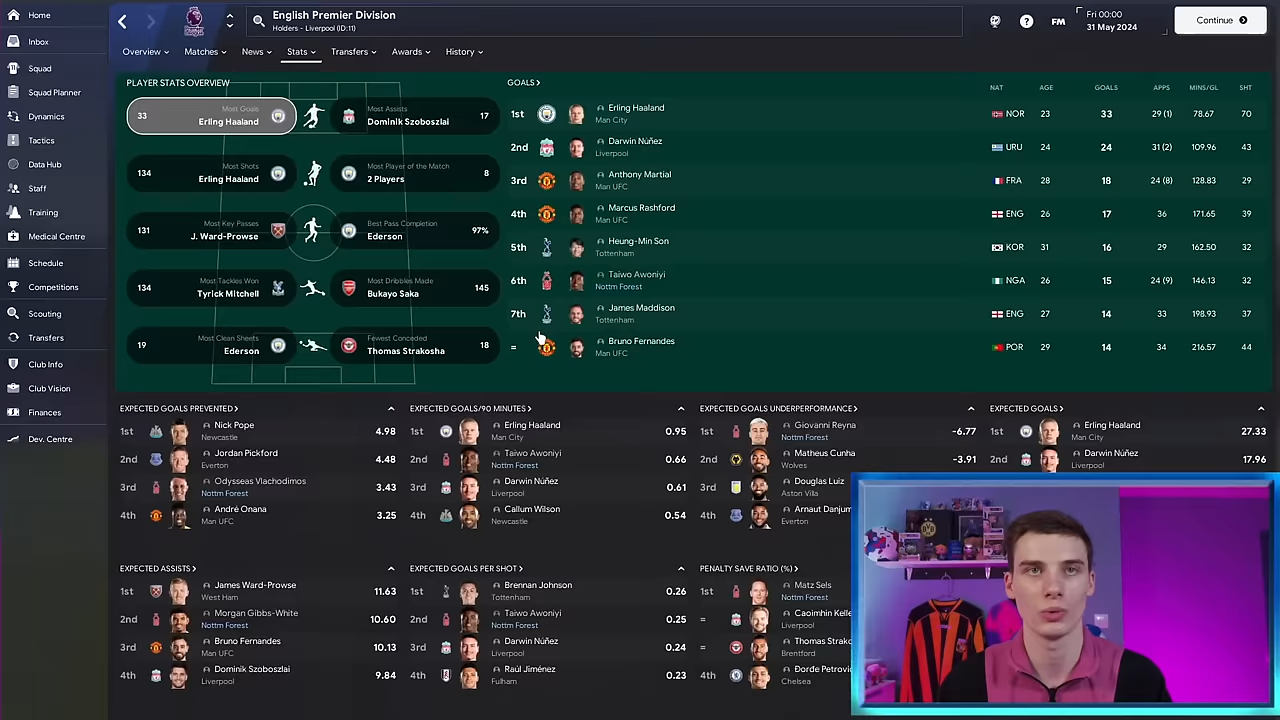 English Premier Division
Holders - Liverpool (ID:11)
FM
Fri 00:00
31 May 2024
Continue
Home
Inbox
Squad
Squad Planner
Dynamics
Tactics
Data Hub
Staff
Training
Medical Centre
Schedule
Competitions
Scouting
Transfers
Club Info
Club Vision
Finances
Dev. Centre
Overview
Matches
News
Stats
Transfers
Awards
History
PLAYER STATS OVERVIEW
33 Most Goals
Erling Haaland
Most Assists 17
Dominik Szoboszlai
134 Most Shots
Erling Haaland
Most Player of the Match 8
2 Players
131 Most Key Passes
J. Ward-Prowse
Best Pass Completion 97%
Ederson
134 Most Tackles Won
Tyrick Mitchell
Most Dribbles Made 145
Bukayo Saka
19 Most Clean Sheets
Ederson
Fewest Conceded 18
Thomas Strakosha
GOALS
NAT AGE GOALS APPS MINS/GL SHT
1st Erling Haaland NOR 23 33 29 (1) 78.67 70
Man City
2nd Darwin Núñez URU 24 24 31 (2) 109.96 43
Liverpool
3rd Anthony Martial FRA 28 18 24 (8) 128.83 29
Man UFC
4th Marcus Rashford ENG 26 17 36 171.65 39
Man UFC
5th Heung-Min Son KOR 31 16 29 162.50 32
Tottenham
6th Taiwo Awoniyi NGA 26 15 24 (9) 146.13 32
Nottm Forest
7th James Maddison ENG 27 14 33 198.93 37
Tottenham
= Bruno Fernandes POR 29 14 34 216.57 44
Man UFC
EXPECTED GOALS PREVENTED
1st Nick Pope 4.98
Newcastle
2nd Jordan Pickford 4.48
Everton
3rd Odysseas Vlachodimos 3.43
Nottm Forest
4th André Onana 3.25
Man UFC
EXPECTED GOALS/90 MINUTES
1st Erling Haaland 0.95
Man City
2nd Taiwo Awoniyi 0.66
Nottm Forest
3rd Darwin Núñez 0.61
Liverpool
4th Callum Wilson 0.54
Newcastle
EXPECTED GOALS UNDERPERFORMANCE
1st Giovanni Reyna -6.77
Nottm Forest
2nd Matheus Cunha -3.91
Wolves
3rd Douglas Luiz
Aston Villa
4th Arnaut Danjum
Everton
EXPECTED GOALS
1st Erling Haaland 27.33
Man City
2nd Darwin Núñez 17.96
Liverpool
EXPECTED ASSISTS
1st James Ward-Prowse 11.63
West Ham
2nd Morgan Gibbs-White 10.60
Nottm Forest
3rd Bruno Fernandes 10.13
Man UFC
4th Dominik Szoboszlai 9.84
Liverpool
EXPECTED GOALS PER SHOT
1st Brennan Johnson 0.26
Tottenham
2nd Taiwo Awoniyi 0.25
Nottm Forest
3rd Darwin Núñez 0.24
Liverpool
4th Raúl Jiménez 0.23
Fulham
PENALTY SAVE RATIO (%)
1st Matz Sels
Nottm Forest
= Caoimhin Kelle
Liverpool
= Thomas Strako
Brentford
4th Đorde Petrovi
Chelsea